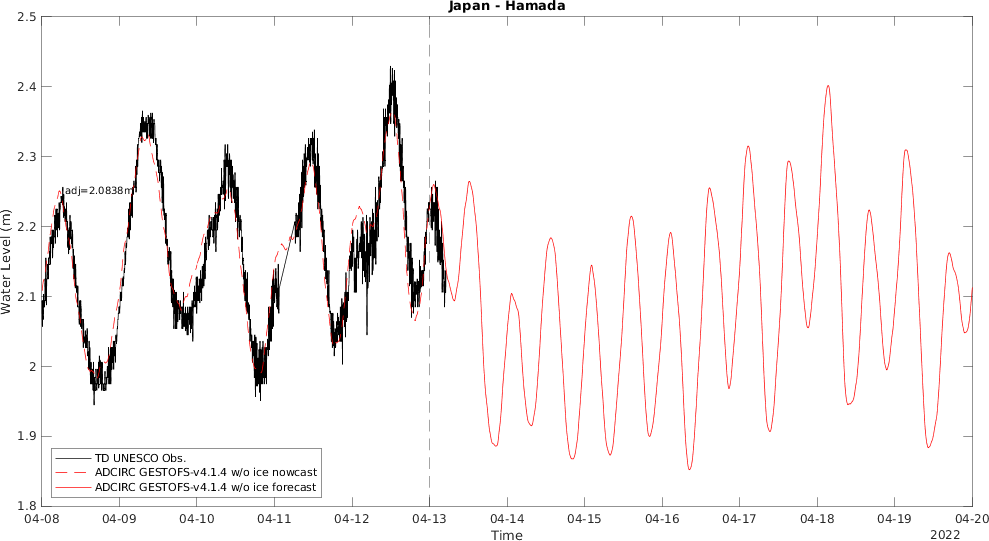 Japan - Hamada
2.5
2.4
2.3
2.2
2.1
2
1.9
1.8
Water Level (m)
adj=2.0838m
TD UNESCO Obs.
ADCIRC GESTOFS-v4.1.4 w/o ice nowcast
ADCIRC GESTOFS-v4.1.4 w/o ice forecast
04-08 04-09 04-10 04-11 04-12 04-13 04-14 04-15 04-16 04-17 04-18 04-19 04-20
Time
2022